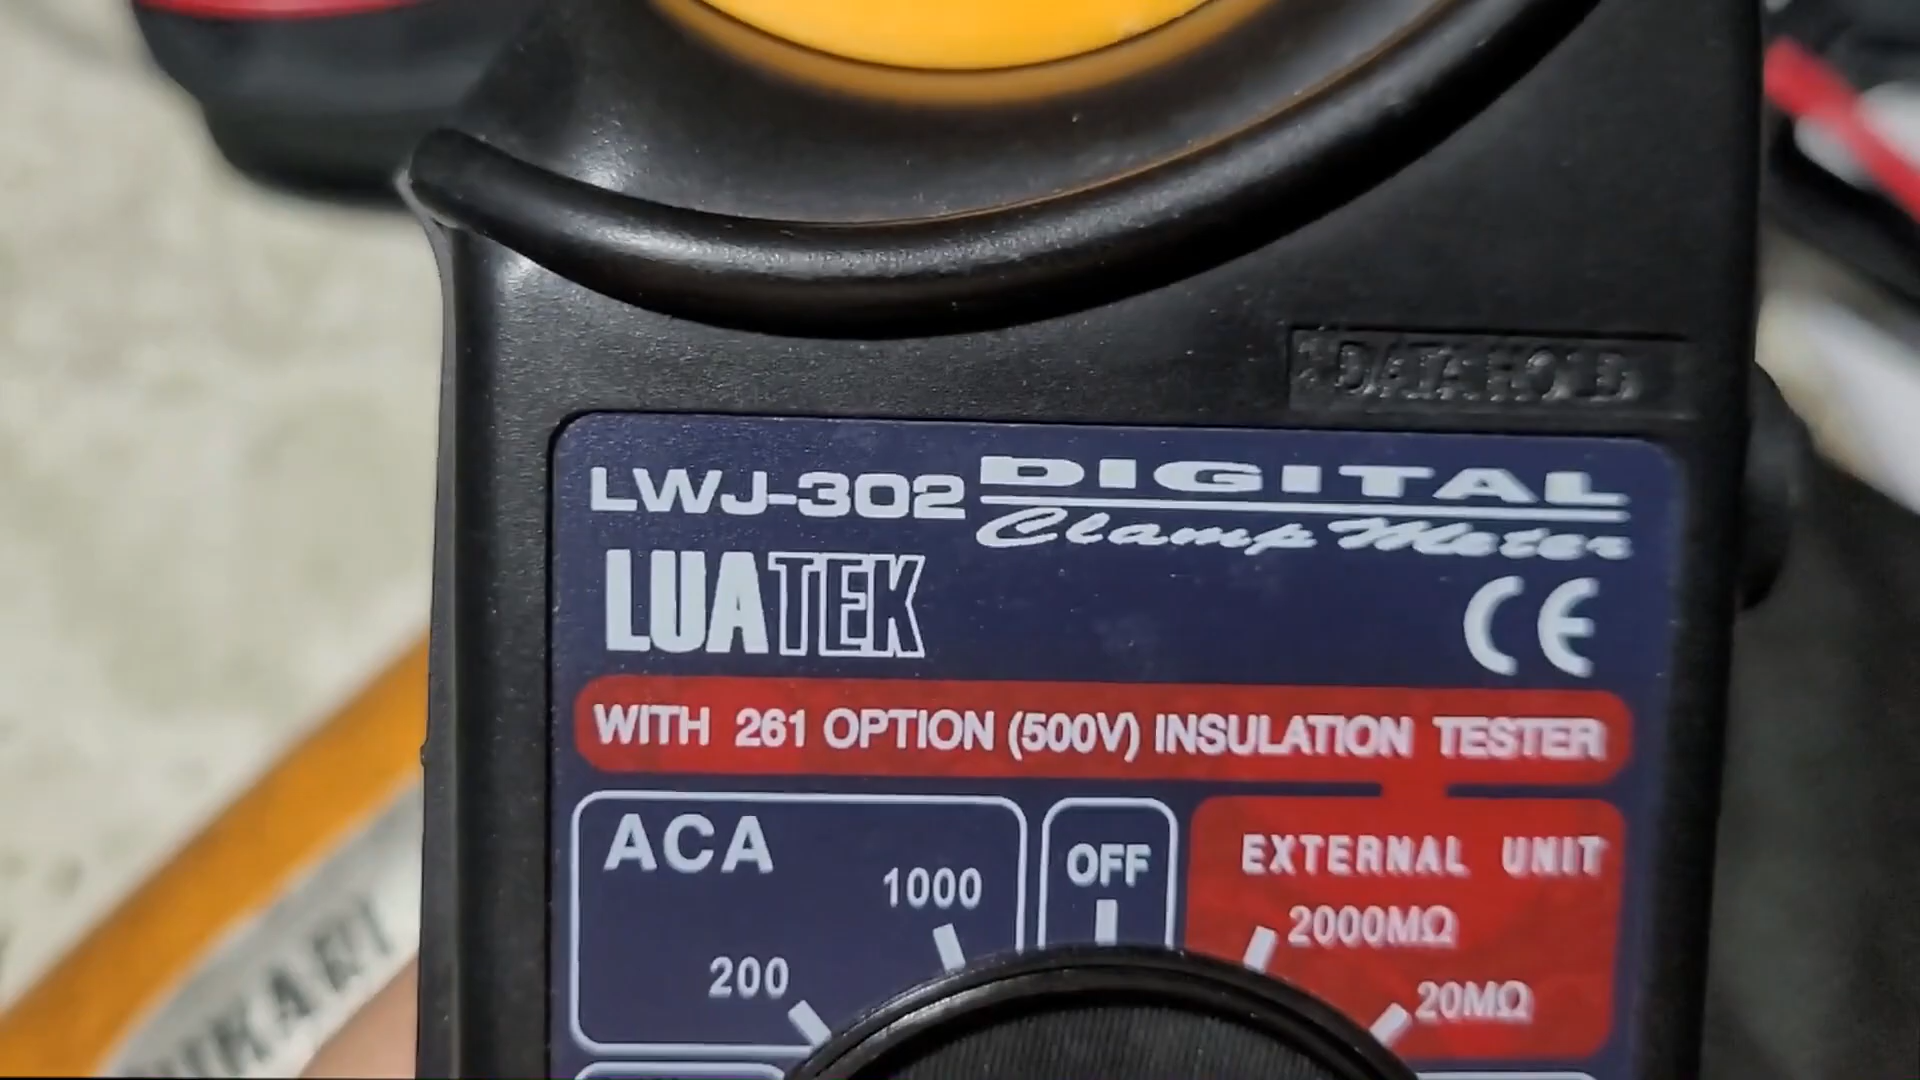 DATA HOLD
LWJ-302 DIGITAL
Clamp Meter
LUATEK
CE
WITH 261 OPTION (500V) INSULATION TESTER
ACA
OFF
EXTERNAL UNIT
1000
2000MΩ
200
20MΩ